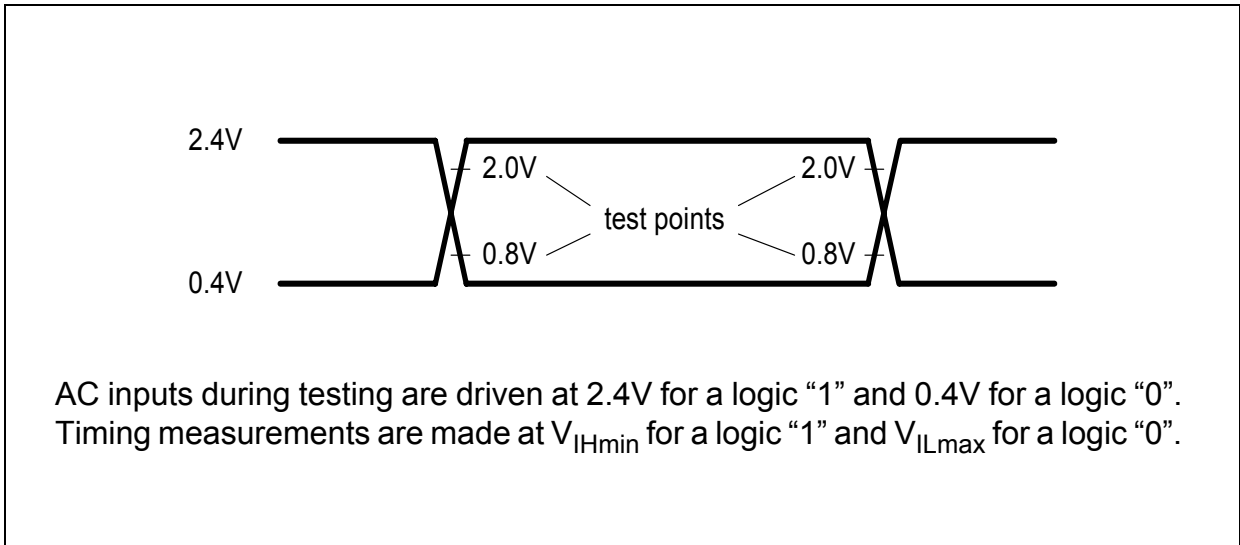 2.4V
2.0V 2.0V
test points
0.8V 0.8V
0.4V
AC inputs during testing are driven at 2.4V for a logic “1” and 0.4V for a logic “0”.
Timing measurements are made at VIHmin for a logic “1” and VILmax for a logic “0”.